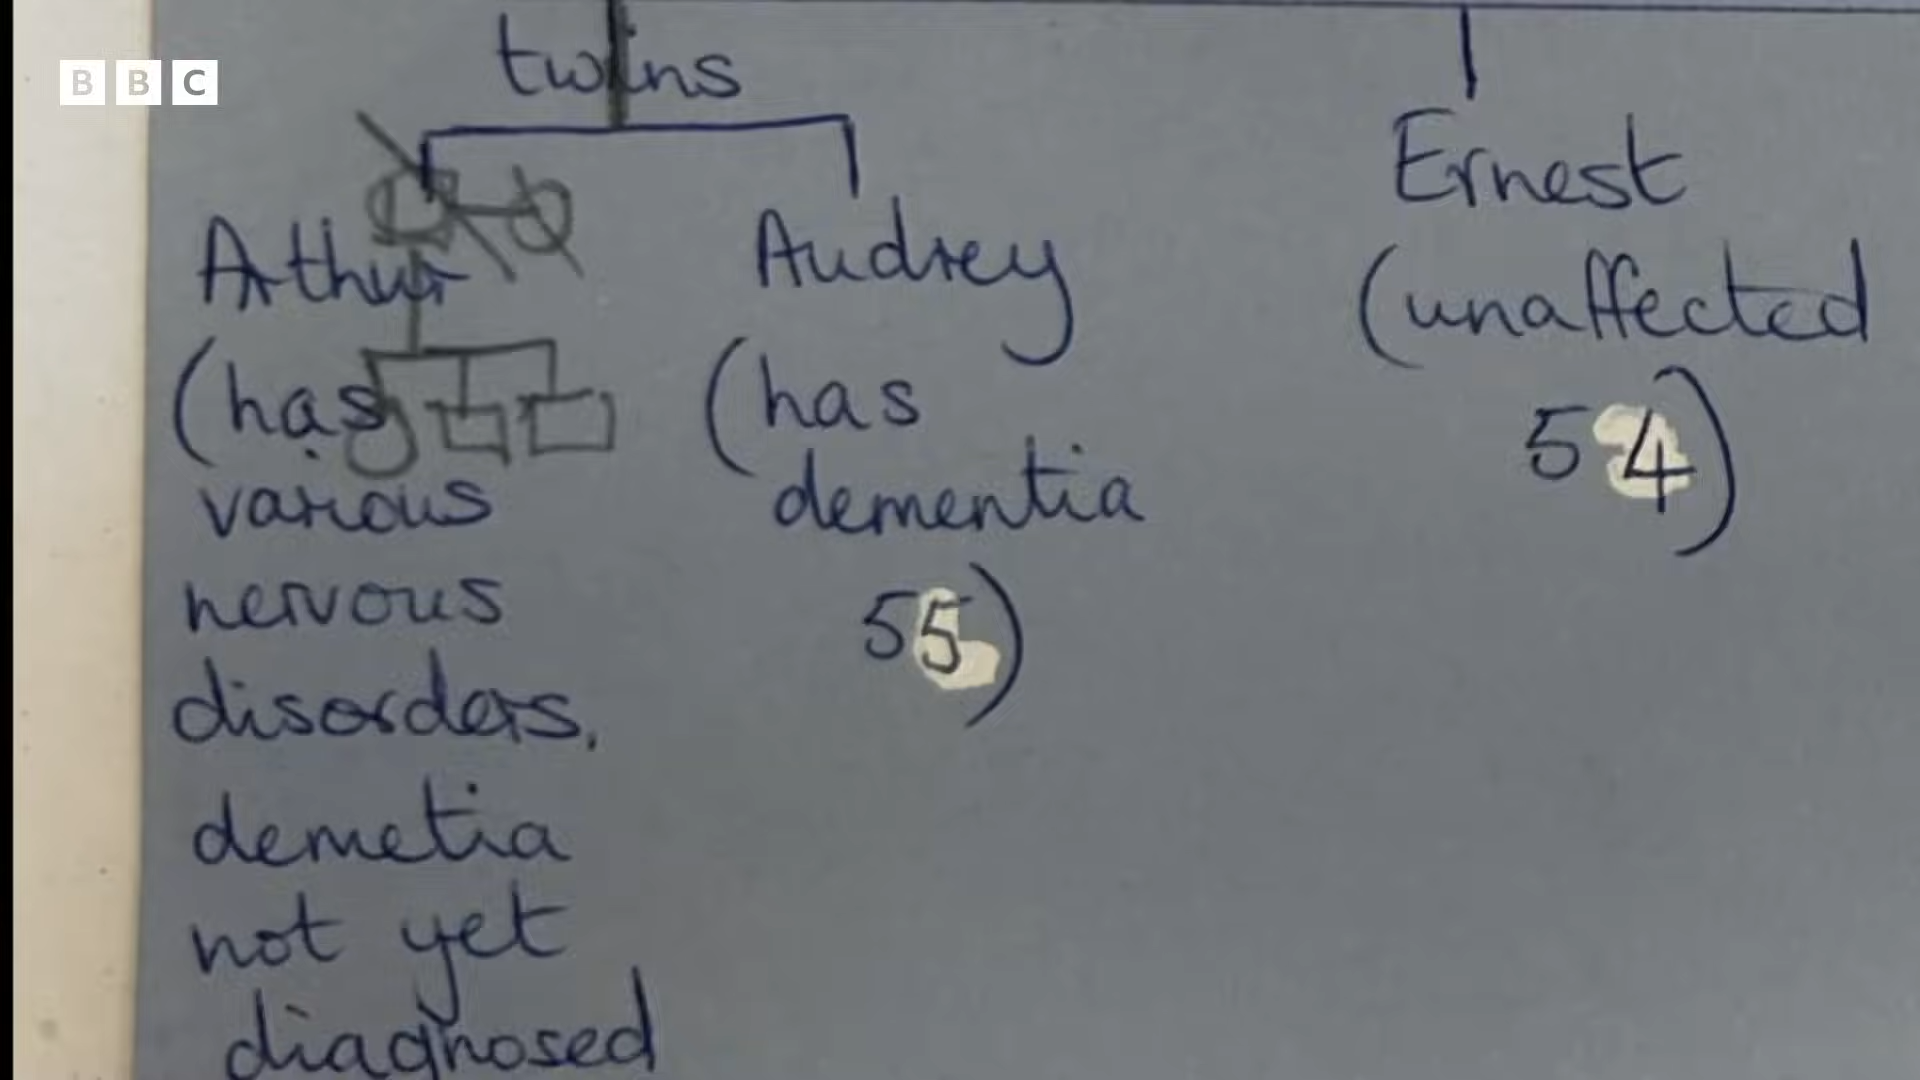 BBC
twins
Arthur
(has
various
nervous
disorders,
demetia
not yet
diagnosed
Audrey
(has
dementia
55)
Ernest
(unaffected
54)